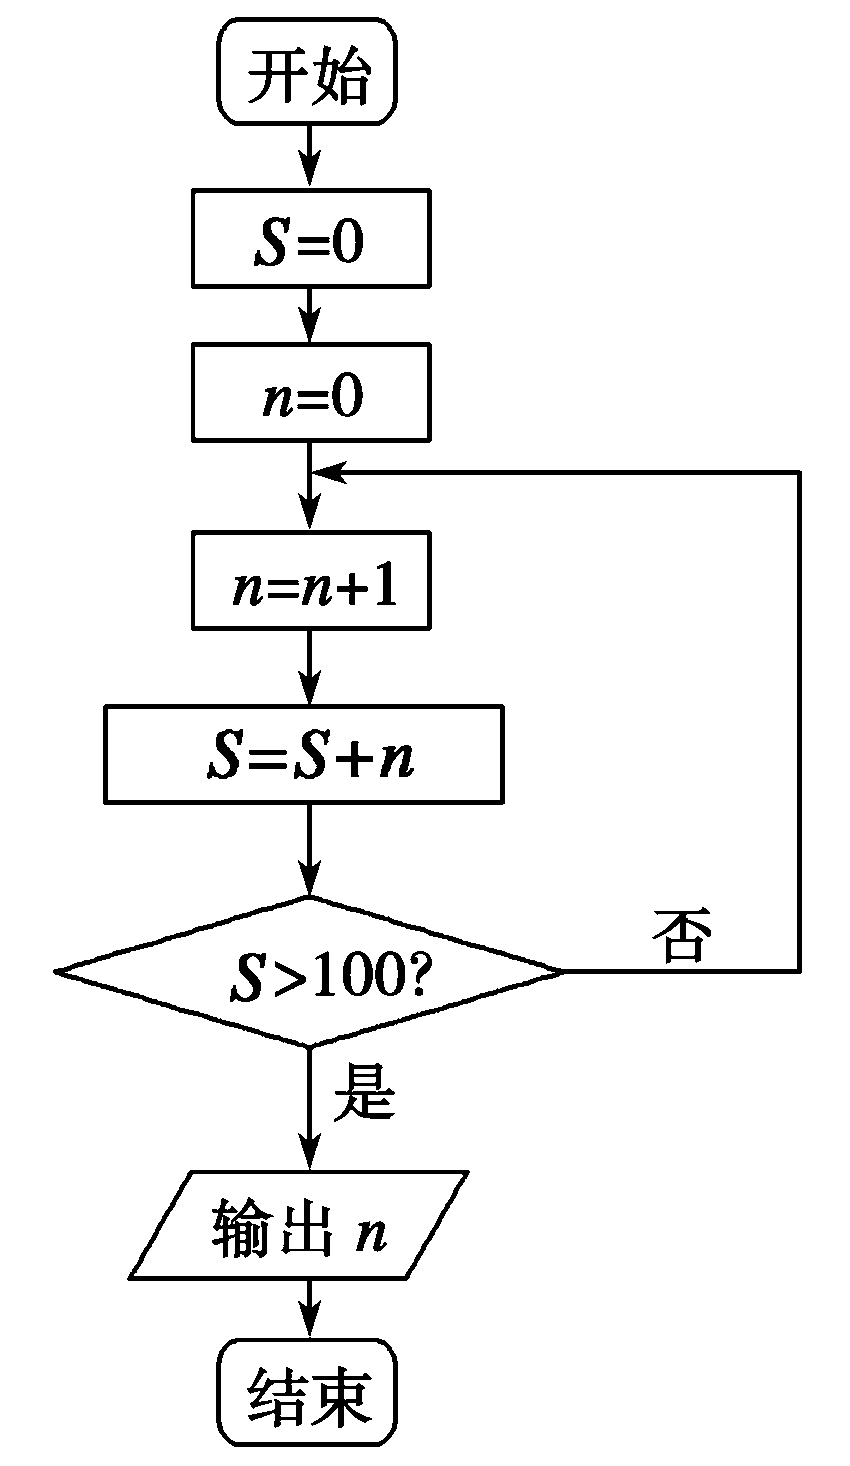 开始
S=0
n=0
n=n+1
S=S+n
S>100?
否
是
输出 n
结束